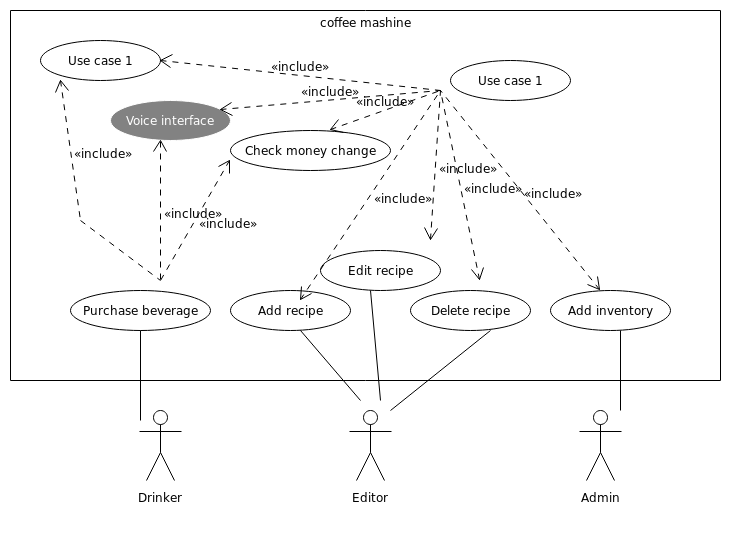 coffee mashine
Use case 1
«include»
Use case 1
«include»
«include»
Voice interface
Check money change
«include»
«include»
«include»
«include»
«include»
«include»
«include»
Edit recipe
Purchase beverage
Add recipe
Delete recipe
Add inventory
Drinker
Editor
Admin